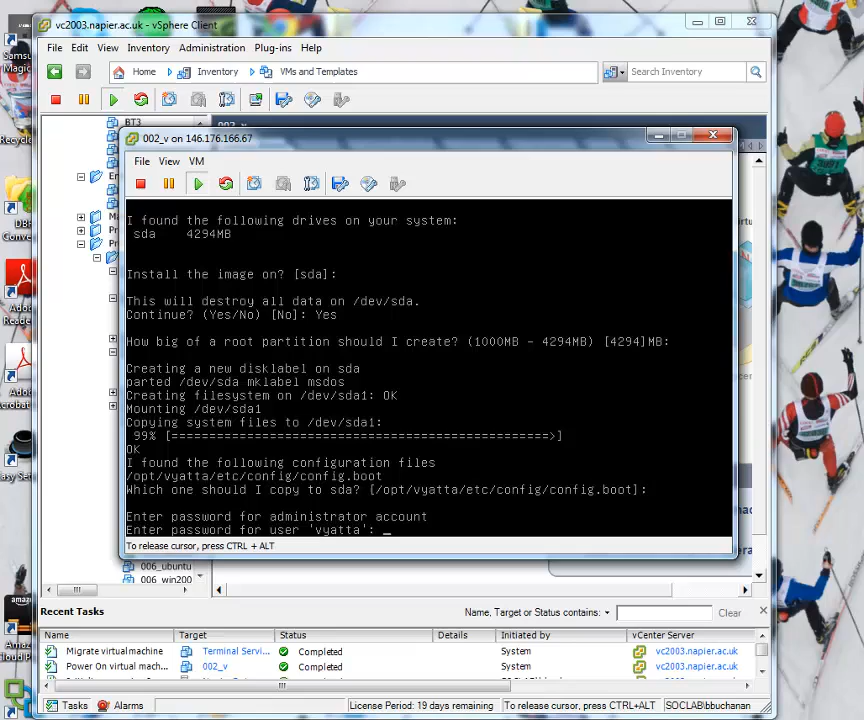 vc2003.napier.ac.uk - vSphere Client
File Edit View Inventory Administration Plug-ins Help
Home Inventory VMs and Templates
Search Inventory
BT3
002_v on 146.176.166.67
File View VM
I found the following drives on your system:
sda 4294MB
Install the image on? [sda]:
This will destroy all data on /dev/sda.
Continue? (Yes/No) [No]: Yes
How big of a root partition should I create? (1000MB - 4294MB) [4294]MB:
Creating a new disklabel on sda
parted /dev/sda mklabel msdos
Creating filesystem on /dev/sda1: OK
Mounting /dev/sda1
Copying system files to /dev/sda1:
99% [===================================================>]
OK
I found the following configuration files
/opt/vyatta/etc/config/config.boot
Which one should I copy to sda? [/opt/vyatta/etc/config/config.boot]:
Enter password for administrator account
Enter password for user 'vyatta': _
To release cursor, press CTRL + ALT
006_ubuntu
006_win200
Recent Tasks
Name, Target or Status contains:
Clear
Name Target Status Details Initiated by vCenter Server
Migrate virtual machine Terminal Servi... Completed System vc2003.napier.ac.uk
Power On virtual mach... 002_v Completed System vc2003.napier.ac.uk
Tasks Alarms
License Period: 19 days remaining
To release cursor, press CTRL+ALT
SOCLAB\bbuchanan